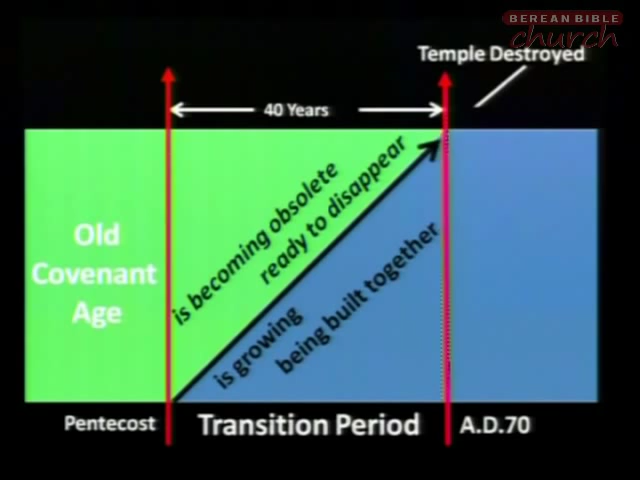 BEREAN BIBLE
church
Temple Destroyed
40 Years
is becoming obsolete
ready to disappear
Old
Covenant
Age
is growing
being built together
Pentecost
Transition Period
A.D.70